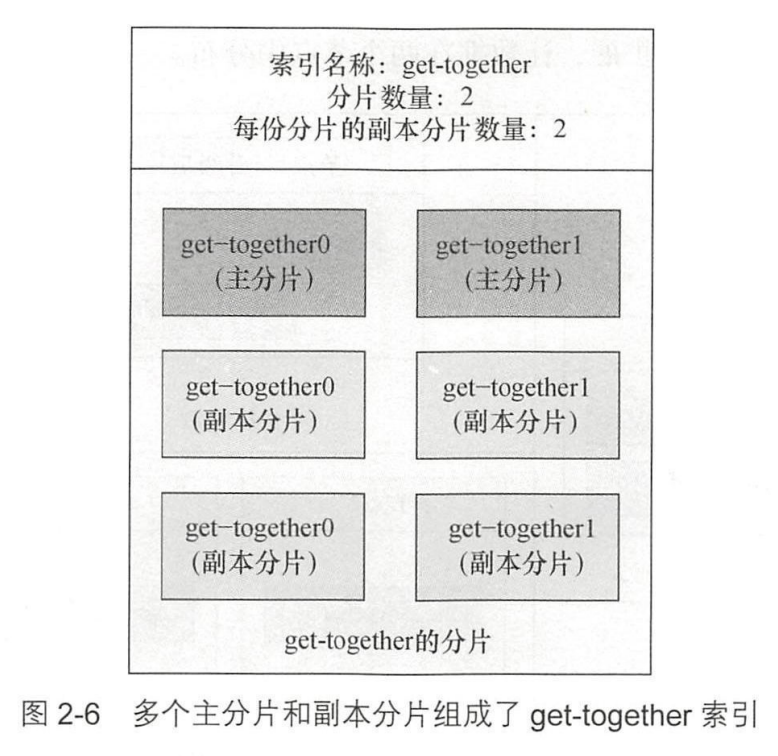 索引名称：get-together
分片数量：2
每份分片的副本分片数量：2
get-together0
(主分片)
get-together1
(主分片)
get-together0
(副本分片)
get-together1
(副本分片)
get-together0
(副本分片)
get-together1
(副本分片)
get-together的分片
图 2-6 多个主分片和副本分片组成了 get-together 索引